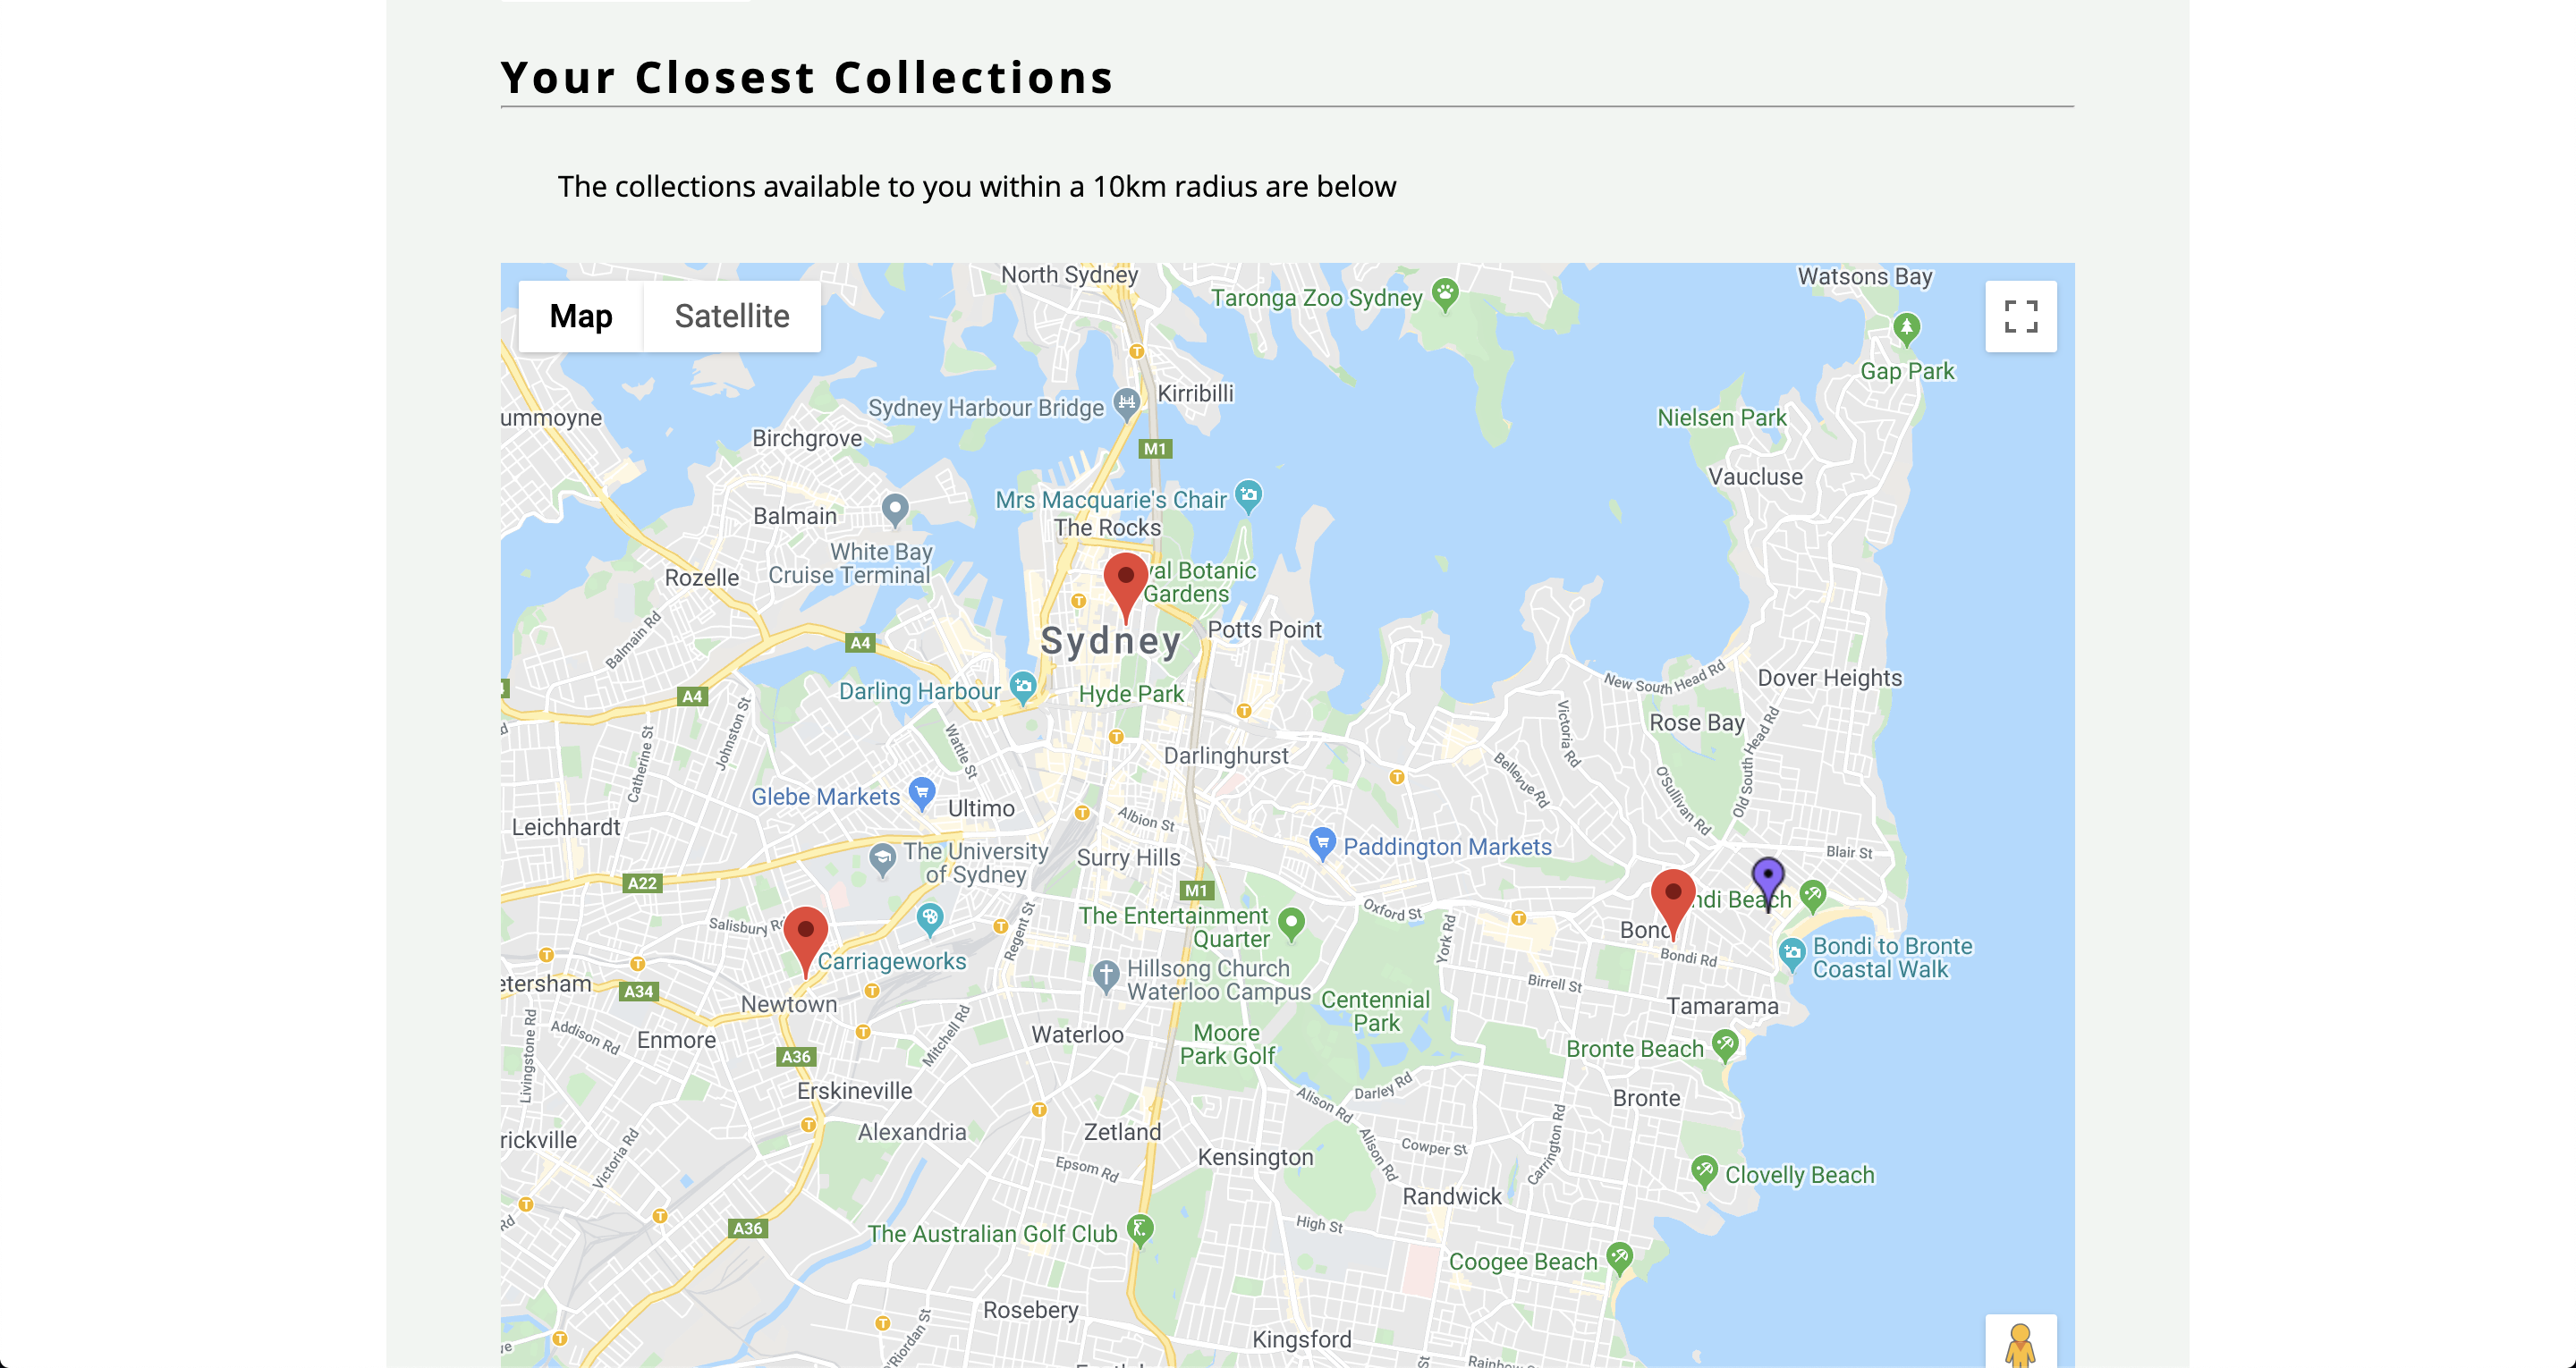 Your Closest Collections
The collections available to you within a 10km radius are below
Map
Satellite
North Sydney
Taronga Zoo Sydney
Watsons Bay
Gap Park
Kirribilli
Sydney Harbour Bridge
ummoyne
Birchgrove
Nielsen Park
M1
Vaucluse
Mrs Macquarie's Chair
Balmain
The Rocks
White Bay
Cruise Terminal
Rozelle
val Botanic
Gardens
Balmain Rd
A4
Sydney
Potts Point
A4
Darling Harbour
Hyde Park
New South Head Rd
Dover Heights
Johnston St
Catherine St
Wattle St
Victoria Rd
Rose Bay
Old South Head Rd
Darlinghurst
Bellevue Rd
O'Sullivan Rd
Glebe Markets
Ultimo
Leichhardt
Albion St
Paddington Markets
The University
of Sydney
Surry Hills
Blair St
A22
M1
ndi Beach
Salisbury Rd
Regent St
The Entertainment
Quarter
Oxford St
York Rd
Bond
Bondi Rd
Bondi to Bronte
Coastal Walk
Carriageworks
Hillsong Church
Waterloo Campus
etersham
A34
Newtown
Centennial
Park
Birrell St
Tamarama
Livingstone Rd
Addison Rd
Enmore
Mitchell Rd
Waterloo
Moore
Park Golf
Bronte Beach
A36
Erskineville
Alison Rd
Darley Rd
Carrington Rd
Bronte
rickville
Victoria Rd
Alexandria
Zetland
Kensington
Alison Rd
Cowper St
Epsom Rd
Clovelly Beach
Randwick
Rd
A36
The Australian Golf Club
High St
Coogee Beach
Rosebery
O'Riordan St
Kingsford
St